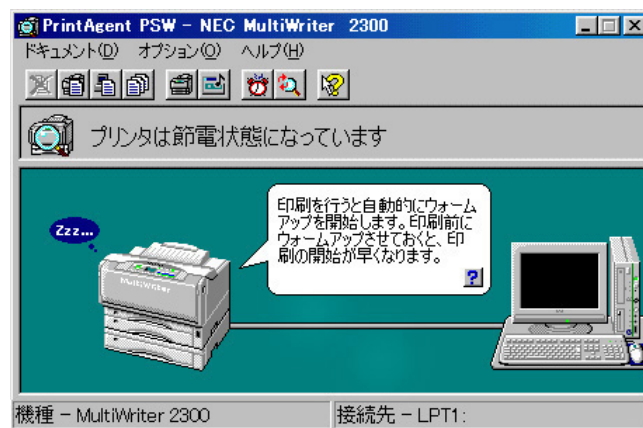 PrintAgent PSW - NEC MultiWriter 2300
ドキュメント(D) オプション(O) ヘルプ(H)
プリンタは節電状態になっています
Zzz...
印刷を行うと自動的にウォーム
アップを開始します。印刷前に
ウォームアップさせておくと、印
刷の開始が早くなります。
?
MultiWriter
機種 - MultiWriter 2300
接続先 - LPT1: